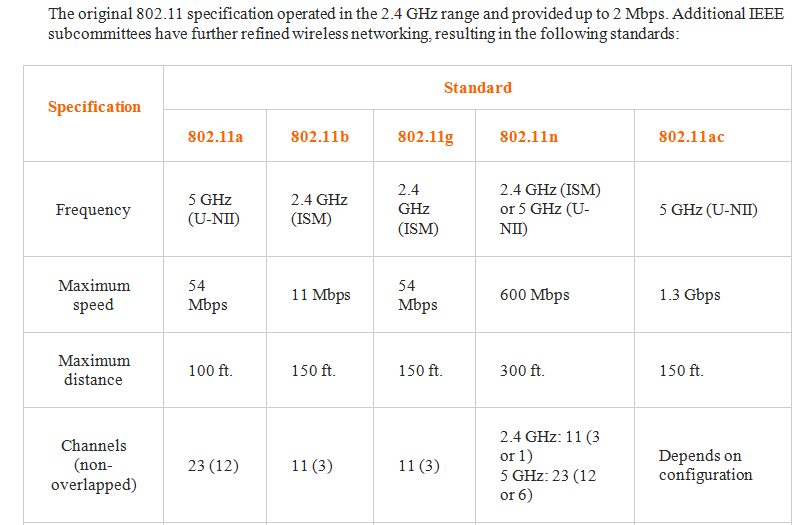 The original 802.11 specification operated in the 2.4 GHz range and provided up to 2 Mbps. Additional IEEE
subcommittees have further refined wireless networking, resulting in the following standards:
Specification
Standard
802.11a
802.11b
802.11g
802.11n
802.11ac
Frequency
5 GHz
(U-NII)
2.4 GHz
(ISM)
2.4
GHz
(ISM)
2.4 GHz (ISM)
or 5 GHz (U-
NII)
5 GHz (U-NII)
Maximum
speed
54
Mbps
11 Mbps
54
Mbps
600 Mbps
1.3 Gbps
Maximum
distance
100 ft.
150 ft.
150 ft.
300 ft.
150 ft.
Channels
(non-
overlapped)
23 (12)
11 (3)
11 (3)
2.4 GHz: 11 (3
or 1)
5 GHz: 23 (12
or 6)
Depends on
configuration